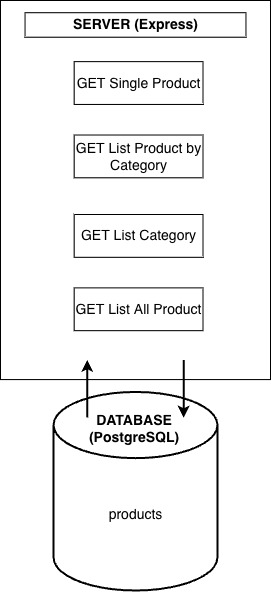 SERVER (Express)
GET Single Product
GET List Product by
Category
GET List Category
GET List All Product
DATABASE
(PostgreSQL)
products